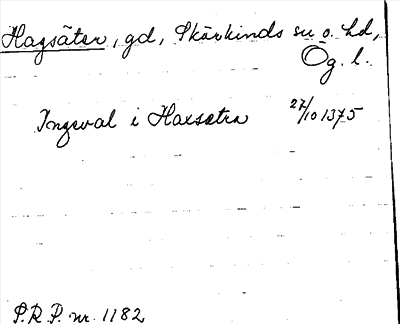 Hagsäter, gd, Skärkinds sn o. hd,
Ög. l.
Ingeval i Haxsætra 27/10 1375
P.R.P. nr. 1182